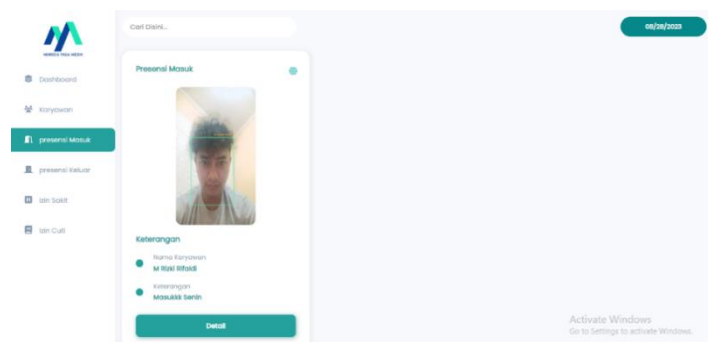 Cari Disini...
08/28/2023
Dashboard
Karyawan
presensi Masuk
presensi Keluar
Izin Sakit
Izin Cuti
Presensi Masuk
Keterangan
Nama Karyawan
M Rizki Rifaldi
Keterangan
Masukkk Senin
Detail
Activate Windows
Go to Settings to activate Windows.